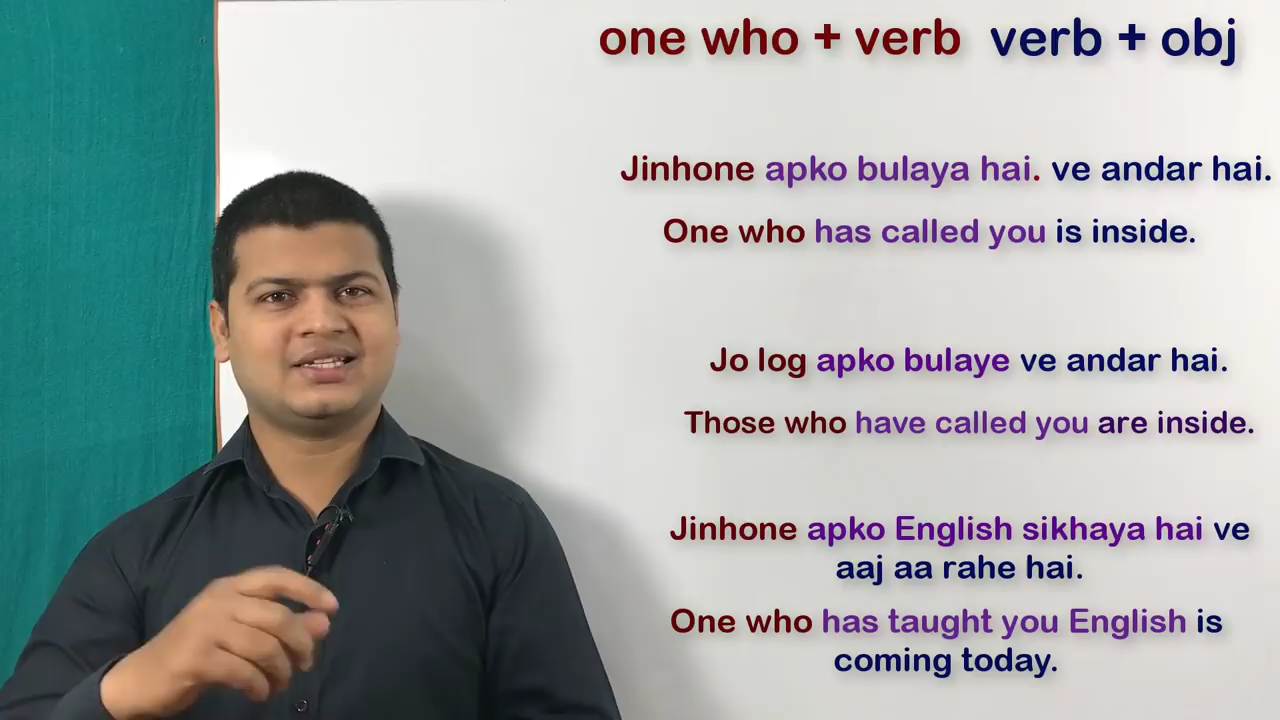 one who + verb verb + obj
Jinhone apko bulaya hai. ve andar hai.
One who has called you is inside.
Jo log apko bulaye ve andar hai.
Those who have called you are inside.
Jinhone apko English sikhaya hai ve
aaj aa rahe hai.
One who has taught you English is
coming today.